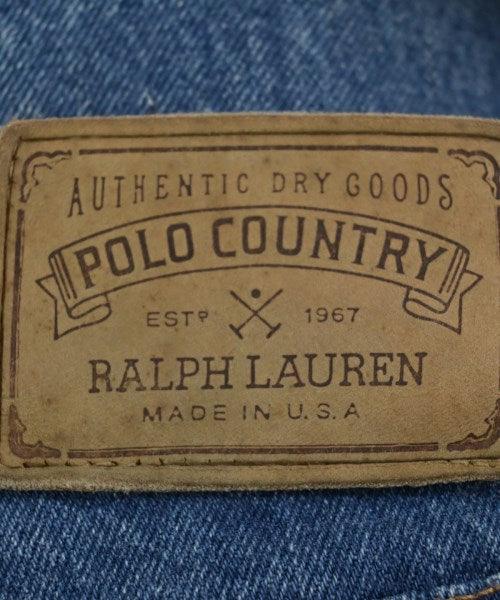 AUTHENTIC DRY GOODS
POLO COUNTRY
ESTD 1967
RALPH LAUREN
MADE IN U.S.A